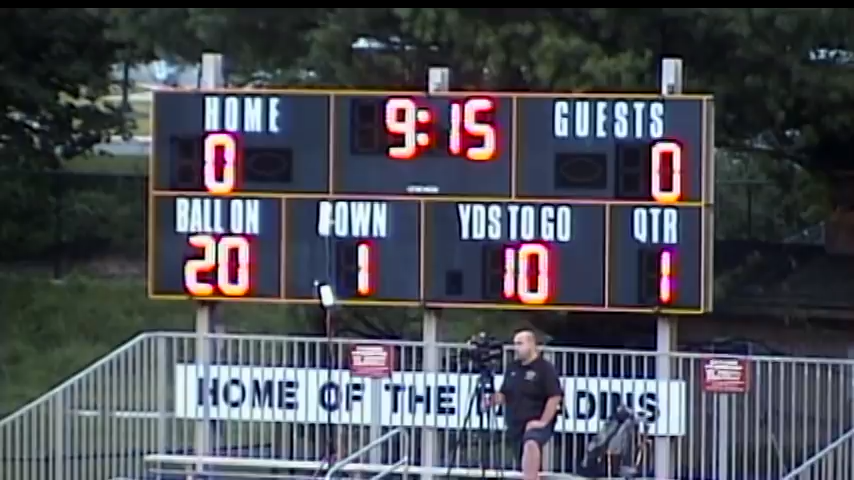 HOME 9:15 GUESTS
0 0
BALL ON DOWN YDS TO GO QTR
20 1 10 1
HOME OF THE